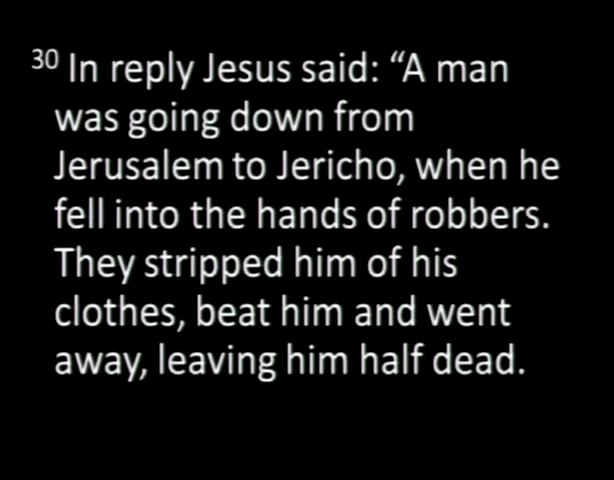 30 In reply Jesus said: “A man
was going down from
Jerusalem to Jericho, when he
fell into the hands of robbers.
They stripped him of his
clothes, beat him and went
away, leaving him half dead.